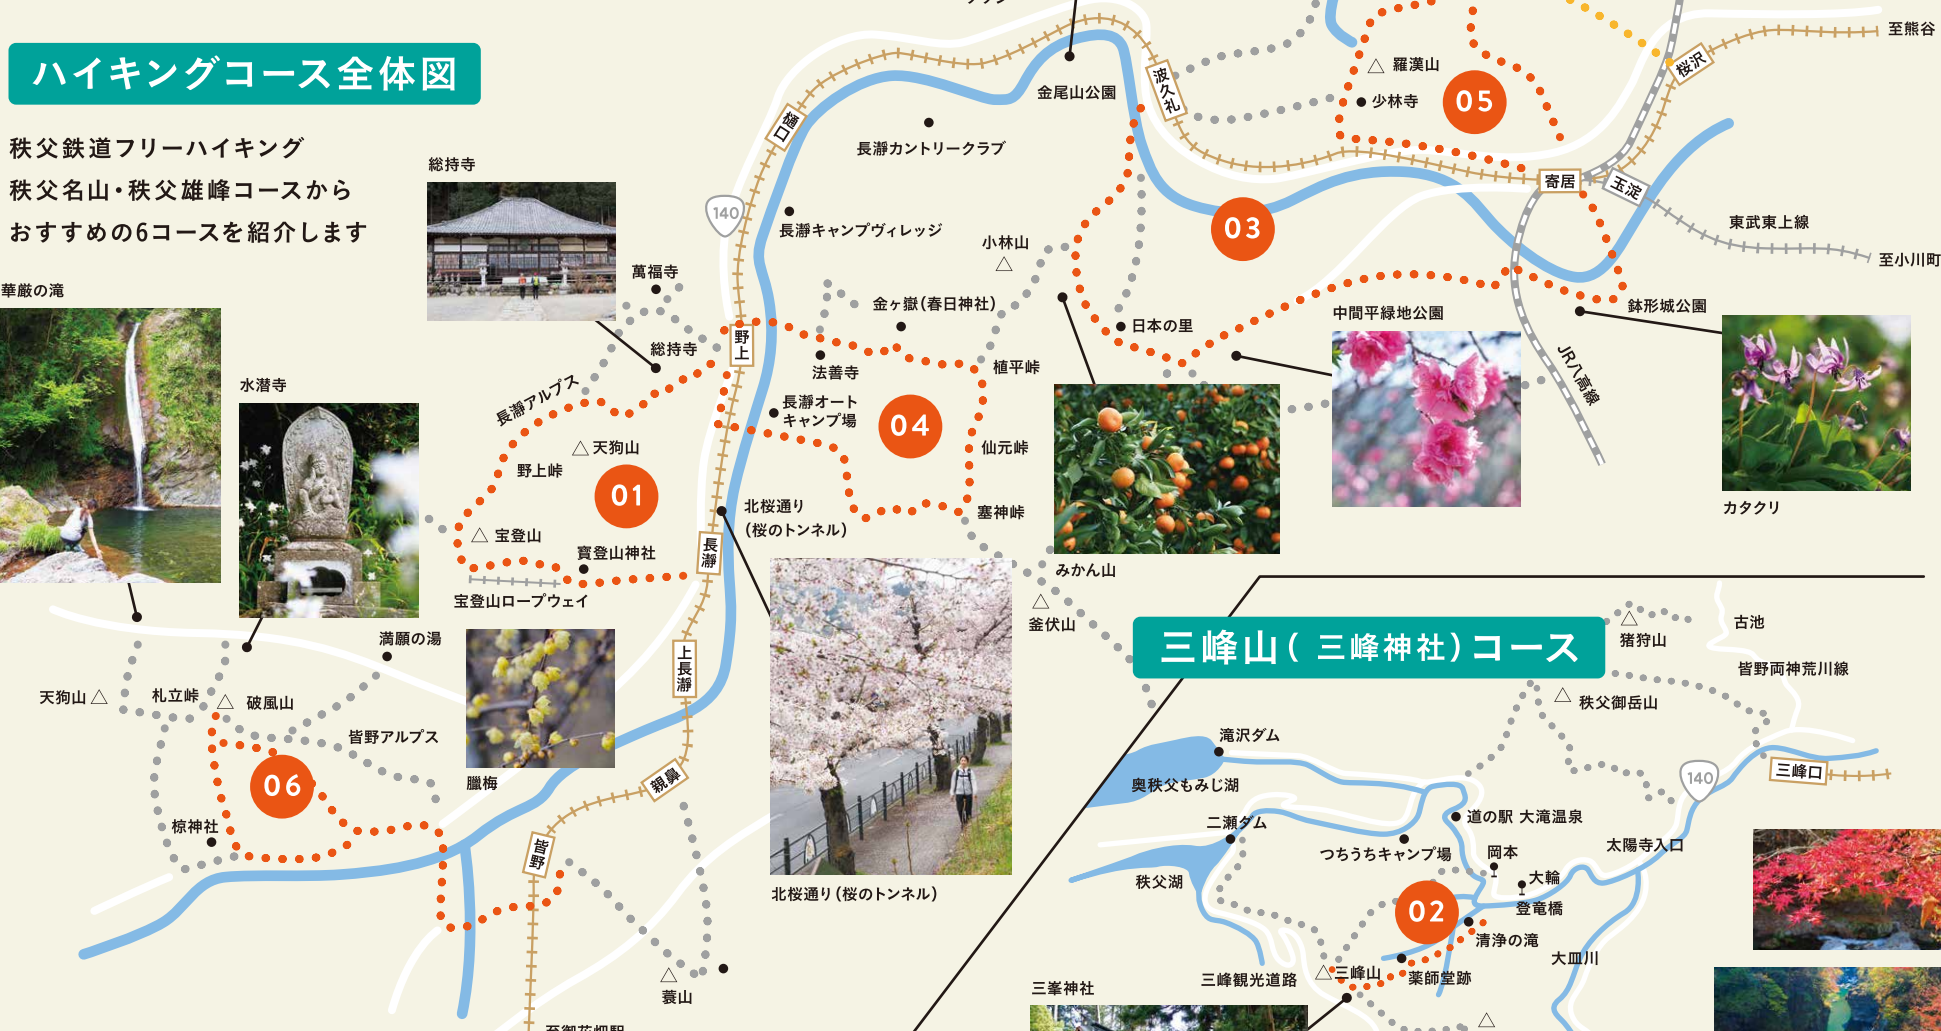 ハイキングコース全体図
秩父鉄道フリーハイキング
秩父名山・秩父雄峰コースから
おすすめの6コースを紹介します
華厳の滝
水潜寺
総持寺
萬福寺
総持寺
長瀞アルプス
天狗山
野上峠
01
宝登山
寳登山神社
宝登山ロープウェイ
満願の湯
天狗山
札立峠
破風山
皆野アルプス
06
椋神社
臘梅
140
樋口
野上
長瀞
上長瀞
親鼻
皆野
蓑山
至御花畑駅
金尾山公園
長瀞カントリークラブ
長瀞キャンプヴィレッジ
小林山
金ヶ嶽(春日神社)
法善寺
長瀞オート
キャンプ場
04
植平峠
仙元峠
塞神峠
北桜通り
(桜のトンネル)
北桜通り(桜のトンネル)
波久礼
羅漢山
少林寺
05
桜沢
至熊谷
寄居
玉淀
東武東上線
至小川町
03
日本の里
中間平緑地公園
鉢形城公園
JR八高線
カタクリ
みかん山
釜伏山
三峰山(三峰神社)コース
猪狩山
古池
皆野両神荒川線
秩父御岳山
滝沢ダム
奥秩父もみじ湖
二瀬ダム
秩父湖
つちうちキャンプ場
道の駅 大滝温泉
岡本
大輪
登竜橋
太陽寺入口
140
三峰口
02
清浄の滝
薬師堂跡
三峰山
三峰観光道路
大血川
三峯神社